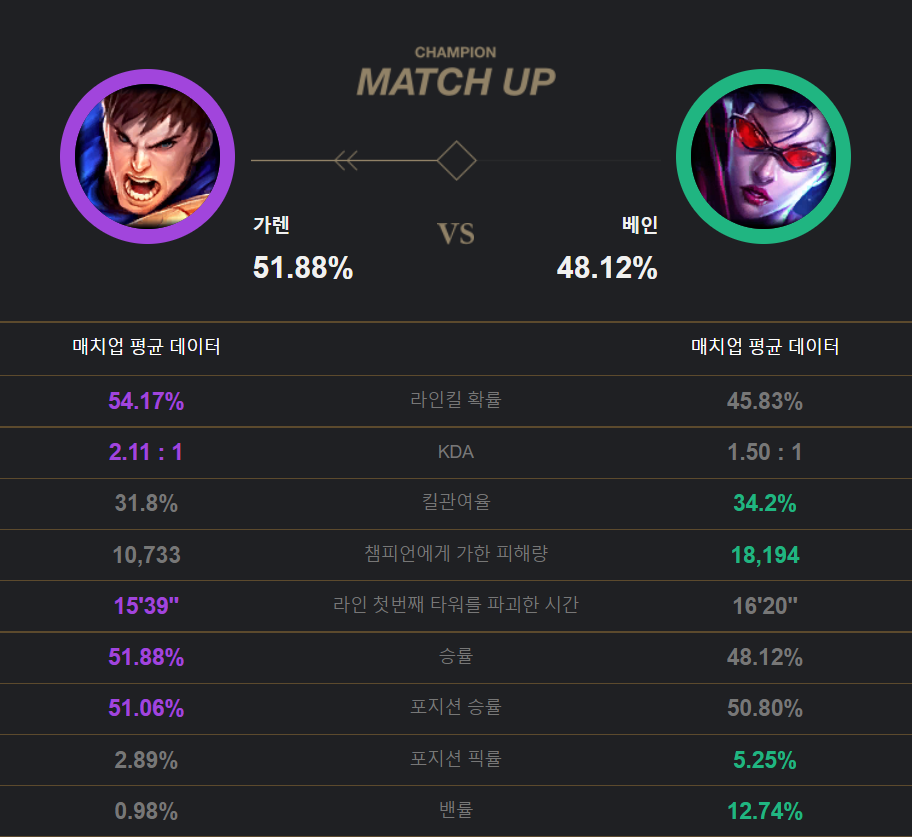 CHAMPION
MATCH UP
가렌 VS 베인
51.88% 48.12%
매치업 평균 데이터 매치업 평균 데이터
54.17% 라인킬 확률 45.83%
2.11 : 1 KDA 1.50 : 1
31.8% 킬관여율 34.2%
10,733 챔피언에게 가한 피해량 18,194
15'39" 라인 첫번째 타워를 파괴한 시간 16'20"
51.88% 승률 48.12%
51.06% 포지션 승률 50.80%
2.89% 포지션 픽률 5.25%
0.98% 밴률 12.74%